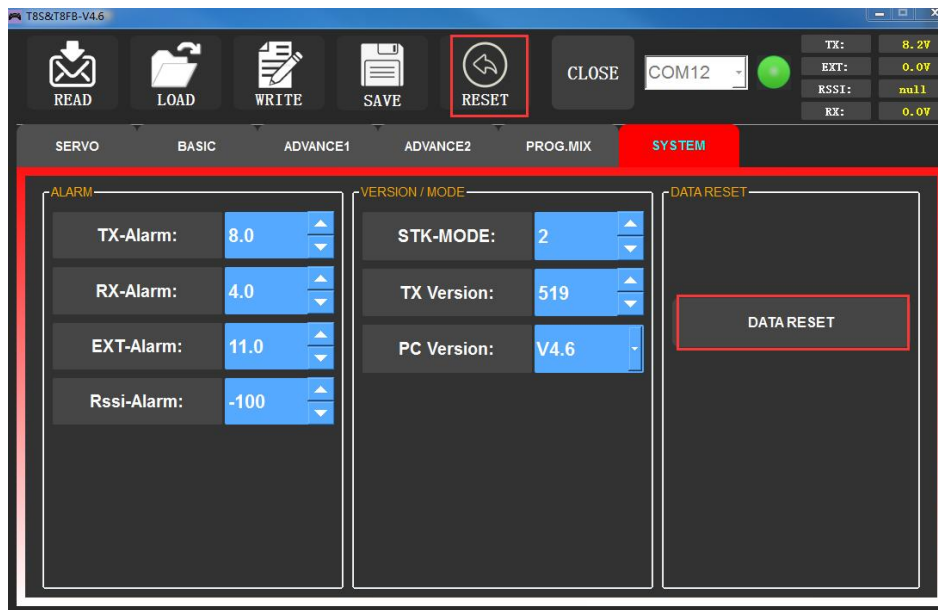 T8S&T8FB-V4.6
READ
LOAD
WRITE
SAVE
RESET
CLOSE
COM12
TX: 8.2V
EXT: 0.0V
RSSI: null
RX: 0.0V
SERVO BASIC ADVANCE1 ADVANCE2 PROG.MIX SYSTEM
ALARM
TX-Alarm: 8.0
RX-Alarm: 4.0
EXT-Alarm: 11.0
Rssi-Alarm: -100
VERSION / MODE
STK-MODE: 2
TX Version: 519
PC Version: V4.6
DATA RESET
DATA RESET